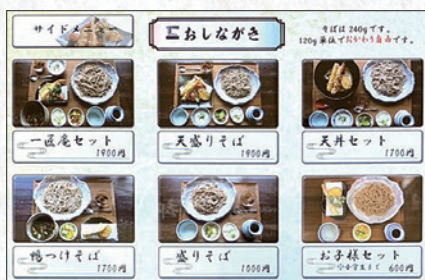 サイドメニュー
おしながき
そばは240gです。
120g単位でおかわり自由です。
一匠庵セット
1900円
天盛りそば
1900円
天丼セット
1700円
鴨つけそば
1700円
盛りそば
1000円
お子様セット
600円